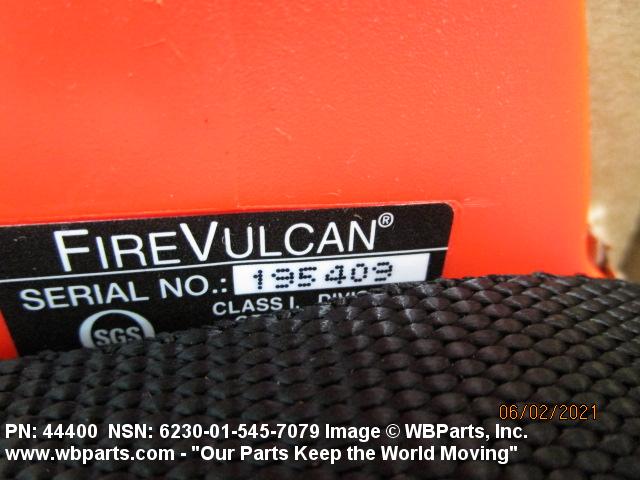 FIREVULCAN®
SERIAL NO.: 195409
CLASS I,
SGS
06/02/2021
PN: 44400 NSN: 6230-01-545-7079 Image © WBParts, Inc.
www.wbparts.com - "Our Parts Keep the World Moving"